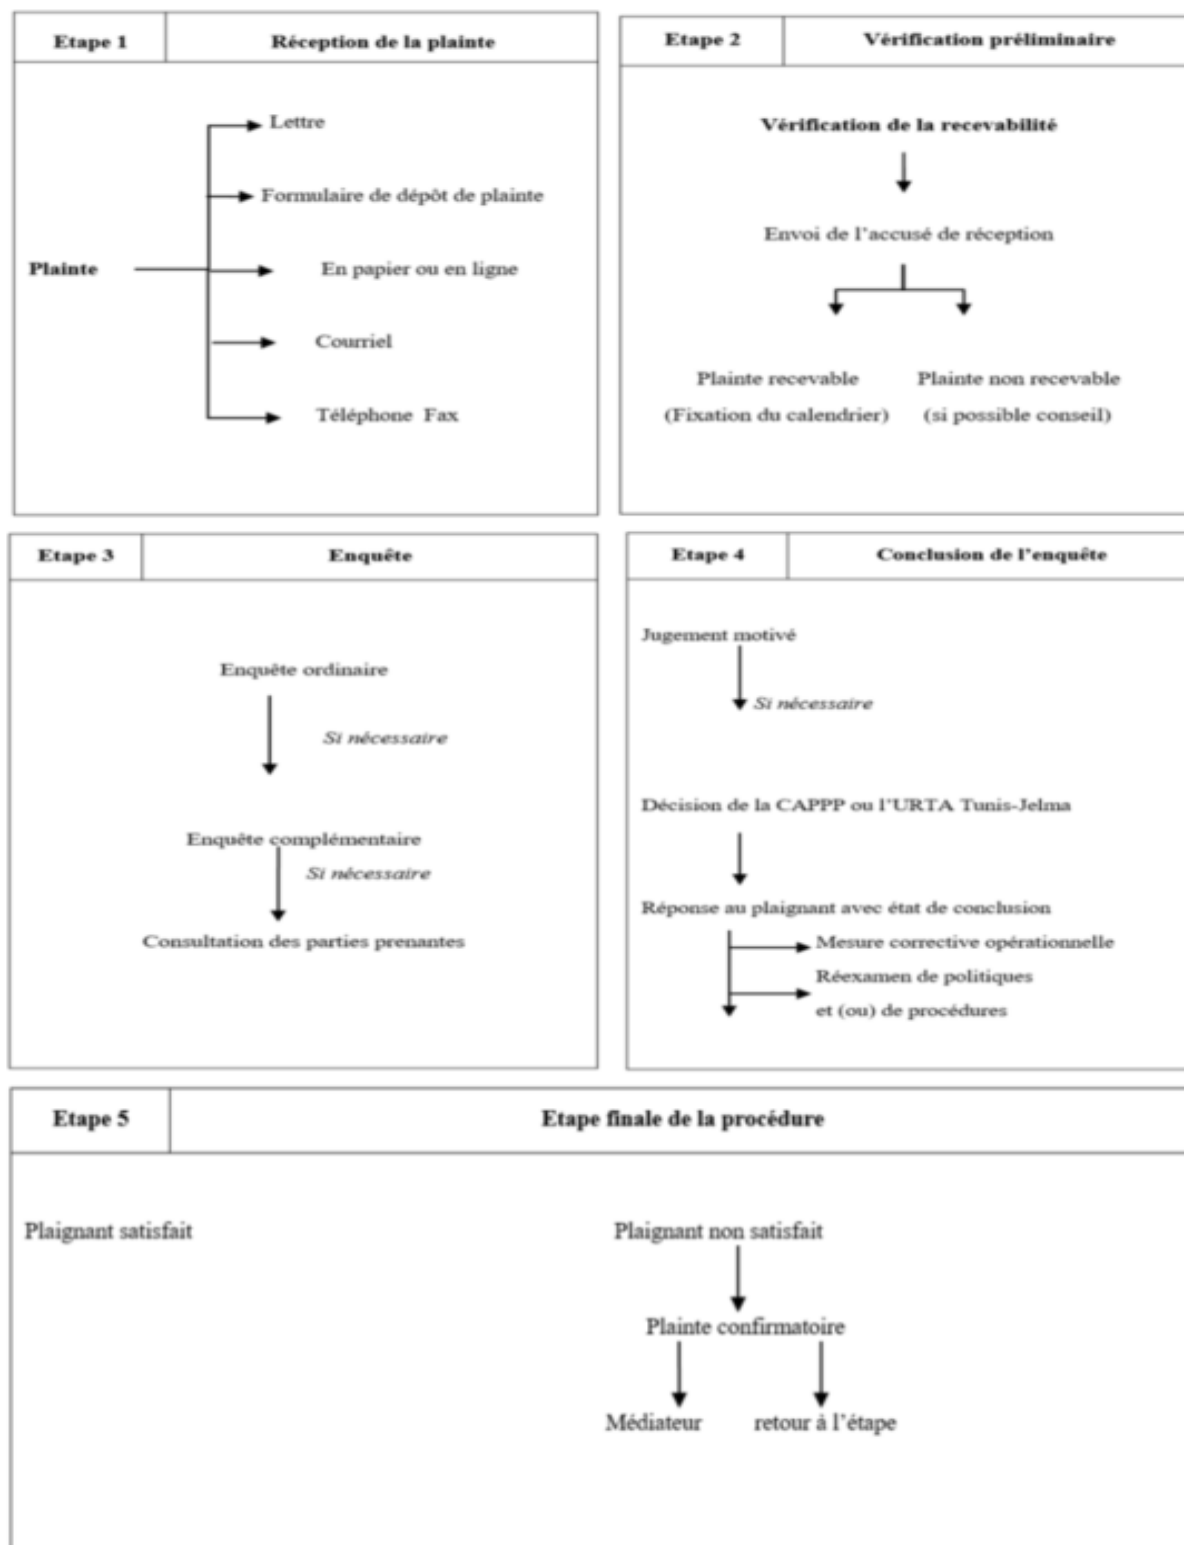 Etape 1 Réception de la plainte
Lettre
Formulaire de dépôt de plainte
Plainte En papier ou en ligne
Courriel
Téléphone Fax
Etape 2 Vérification préliminaire
Vérification de la recevabilité
Envoi de l'accusé de réception
Plainte recevable Plainte non recevable
(Fixation du calendrier) (si possible conseil)
Etape 3 Enquête
Enquête ordinaire
Si nécessaire
Enquête complémentaire
Si nécessaire
Consultation des parties prenantes
Etape 4 Conclusion de l'enquête
Jugement motivé
Si nécessaire
Décision de la CAPPP ou l'URTA Tunis-Jelma
Réponse au plaignant avec état de conclusion
Mesure corrective opérationnelle
Réexamen de politiques
et (ou) de procédures
Etape 5 Etape finale de la procédure
Plaignant satisfait Plaignant non satisfait
Plainte confirmatoire
Médiateur retour à l'étape